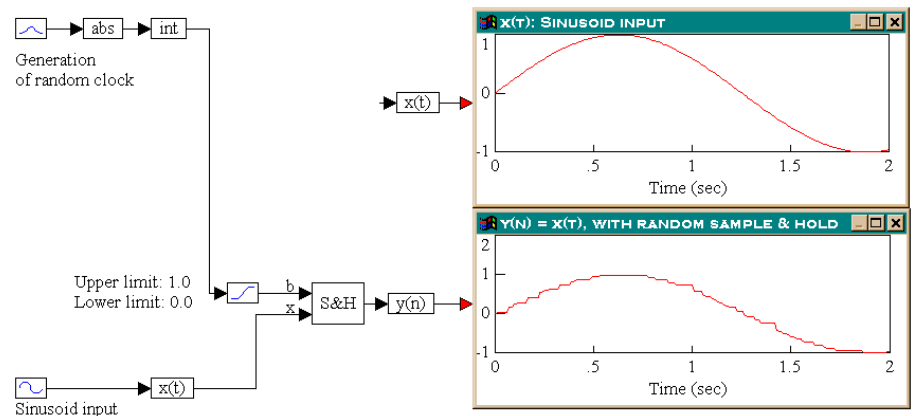 abs
int
Generation
of random clock
x(t)
X(T): SINUSOID INPUT
1
0
-1
0
.5
1
1.5
2
Time (sec)
Upper limit: 1.0
Lower limit: 0.0
b
x
S&H
y(n)
Y(N) = X(T), WITH RANDOM SAMPLE & HOLD
2
1
0
-1
0
.5
1
1.5
2
Time (sec)
x(t)
Sinusoid input